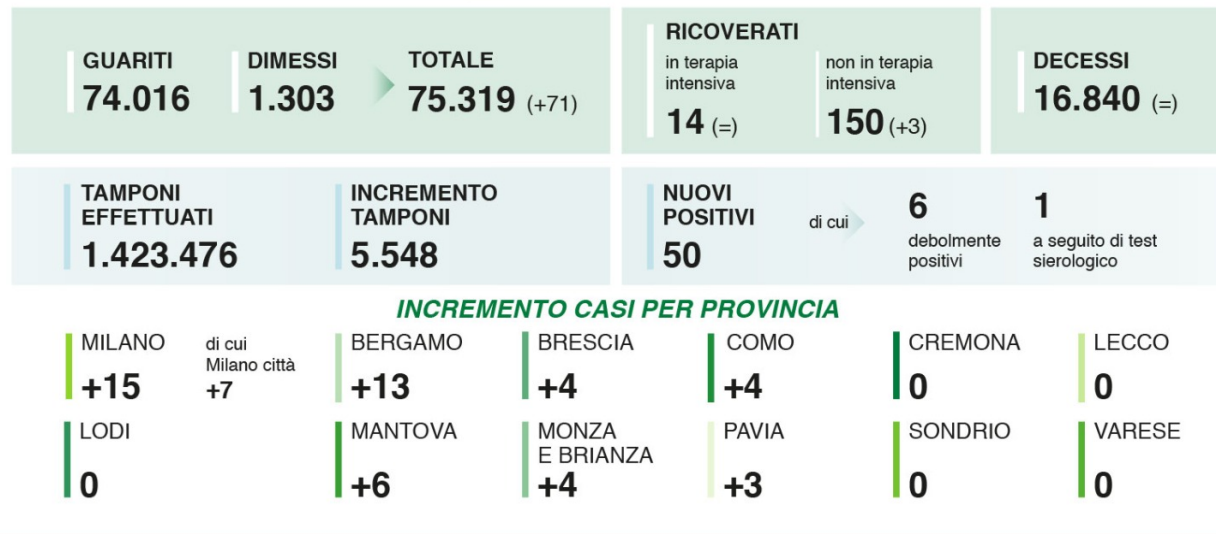 GUARITI
74.016
DIMESSI
1.303
TOTALE
75.319 (+71)
RICOVERATI
in terapia
intensiva
14 (=)
non in terapia
intensiva
150 (+3)
DECESSI
16.840 (=)
TAMPONI
EFFETTUATI
1.423.476
INCREMENTO
TAMPONI
5.548
NUOVI
POSITIVI
50
di cui
6
debolmente
positivi
1
a seguito di test
sierologico
INCREMENTO CASI PER PROVINCIA
MILANO
+15
di cui
Milano città
+7
BERGAMO
+13
BRESCIA
+4
COMO
+4
CREMONA
0
LECCO
0
LODI
0
MANTOVA
+6
MONZA
E BRIANZA
+4
PAVIA
+3
SONDRIO
0
VARESE
0